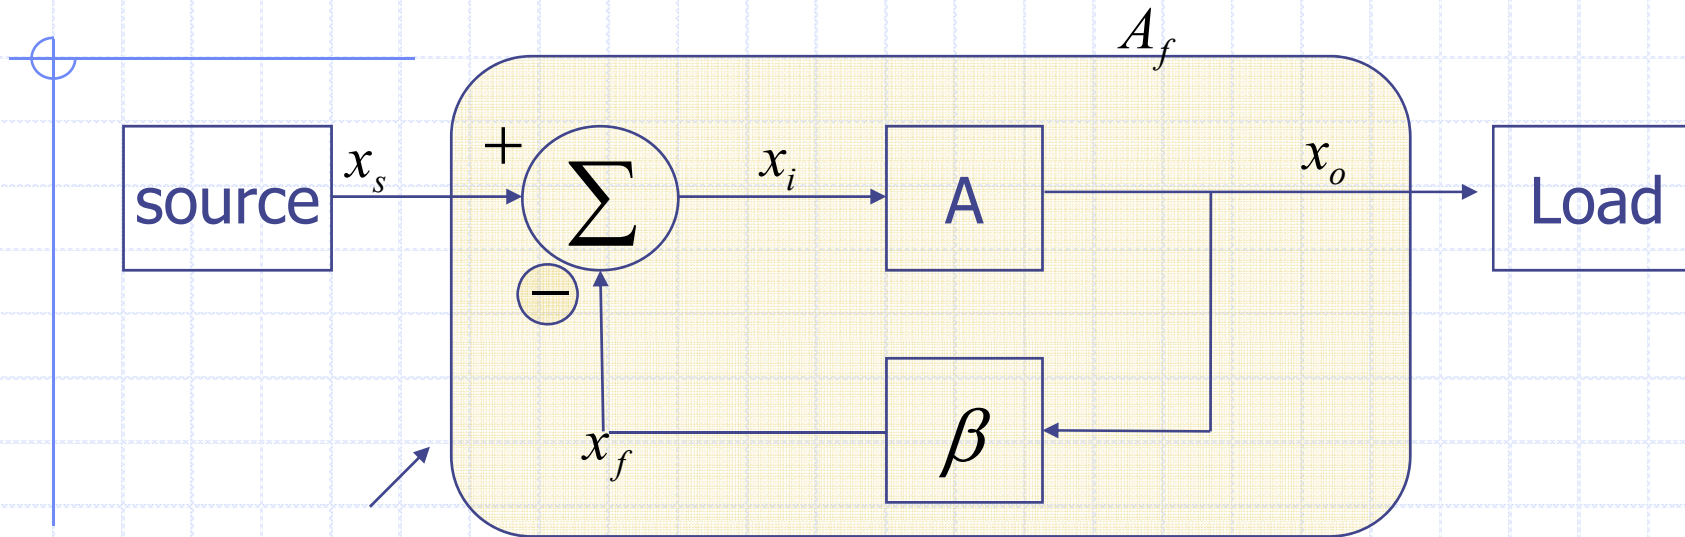 A_f
source
x_s
+
∑
−
x_i
A
x_o
Load
x_f
β